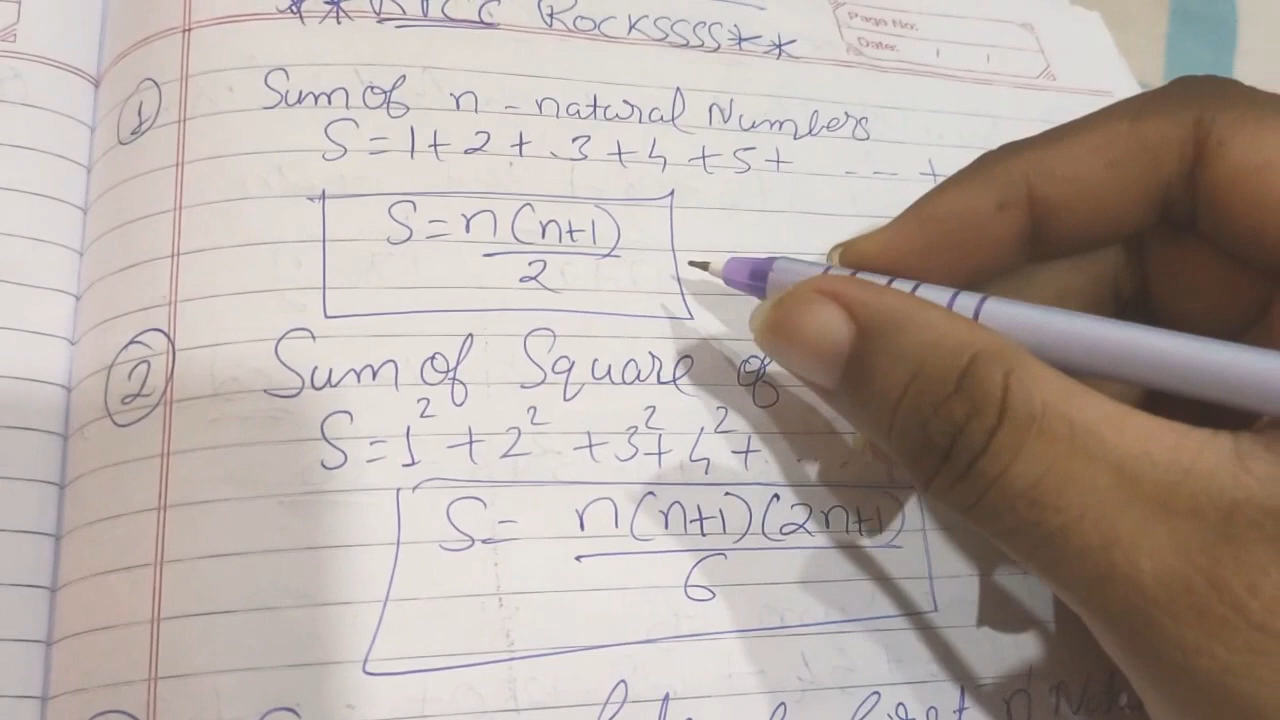 Rockssss**
Page No:
Date:
① Sum of n - natural Numbers
S = 1 + 2 + 3 + 4 + 5 + - - +
S = n(n+1)
2
② Sum of Square of
S = 1² + 2² + 3² + 4² +
S = n(n+1)(2n+1)
6
first n